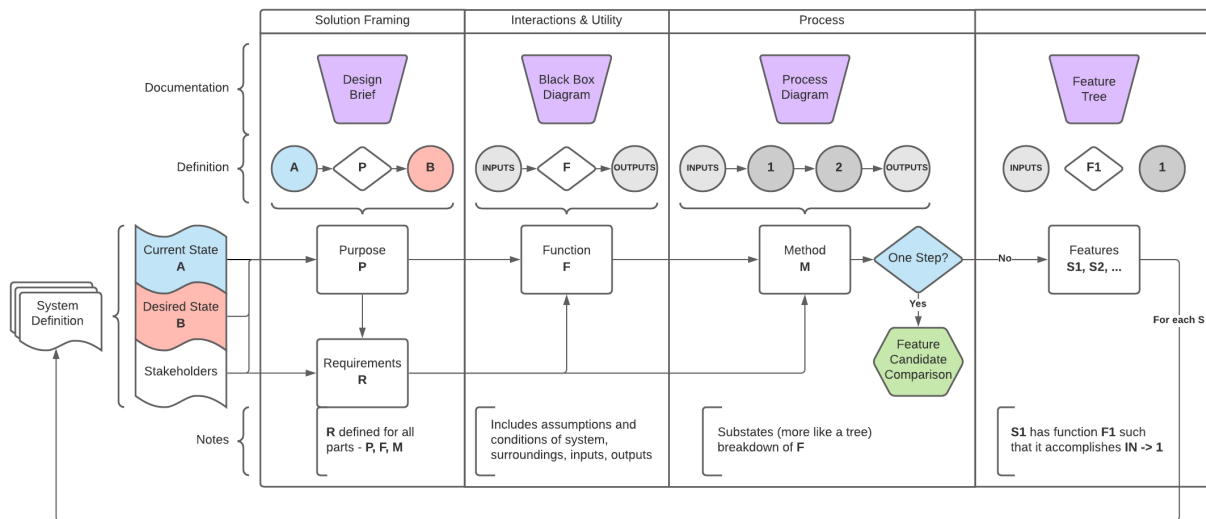 Solution Framing
Interactions & Utility
Process
Documentation
Design
Brief
Black Box
Diagram
Process
Diagram
Feature
Tree
Definition
A
P
B
INPUTS
F
OUTPUTS
INPUTS
1
2
OUTPUTS
INPUTS
F1
1
System
Definition
Current State
A
Desired State
B
Stakeholders
Purpose
P
Function
F
Method
M
One Step?
No
Yes
Features
S1, S2, ...
For each S
Requirements
R
Feature
Candidate
Comparison
Notes
R defined for all
parts - P, F, M
Includes assumptions and
conditions of system,
surroundings, inputs, outputs
Substates (more like a tree)
breakdown of F
S1 has function F1 such
that it accomplishes IN -> 1